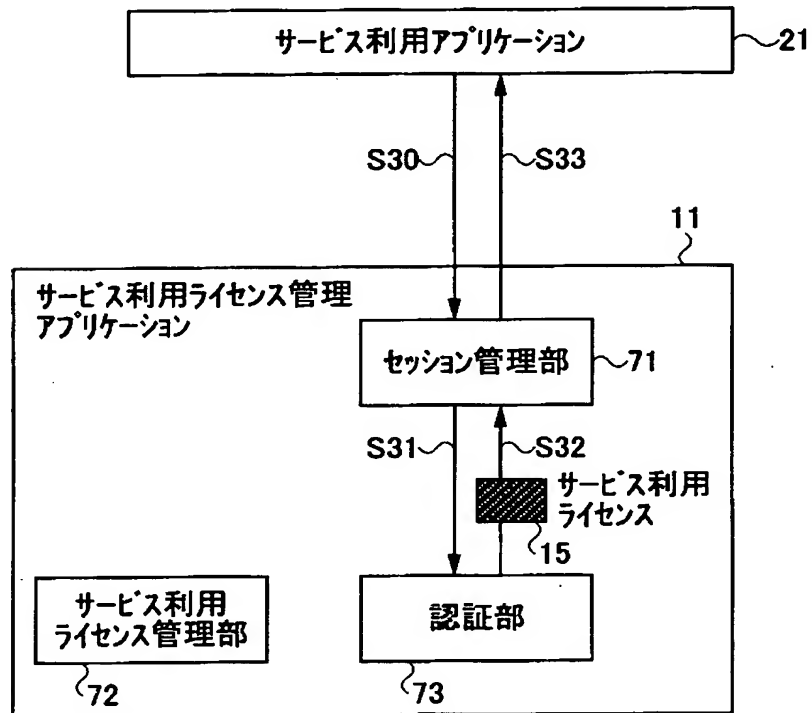 サービス利用アプリケーション
21
S30
S33
11
サービス利用ライセンス管理
アプリケーション
セッション管理部
71
S31
S32
サービス利用
ライセンス
15
サービス利用
ライセンス管理部
72
認証部
73